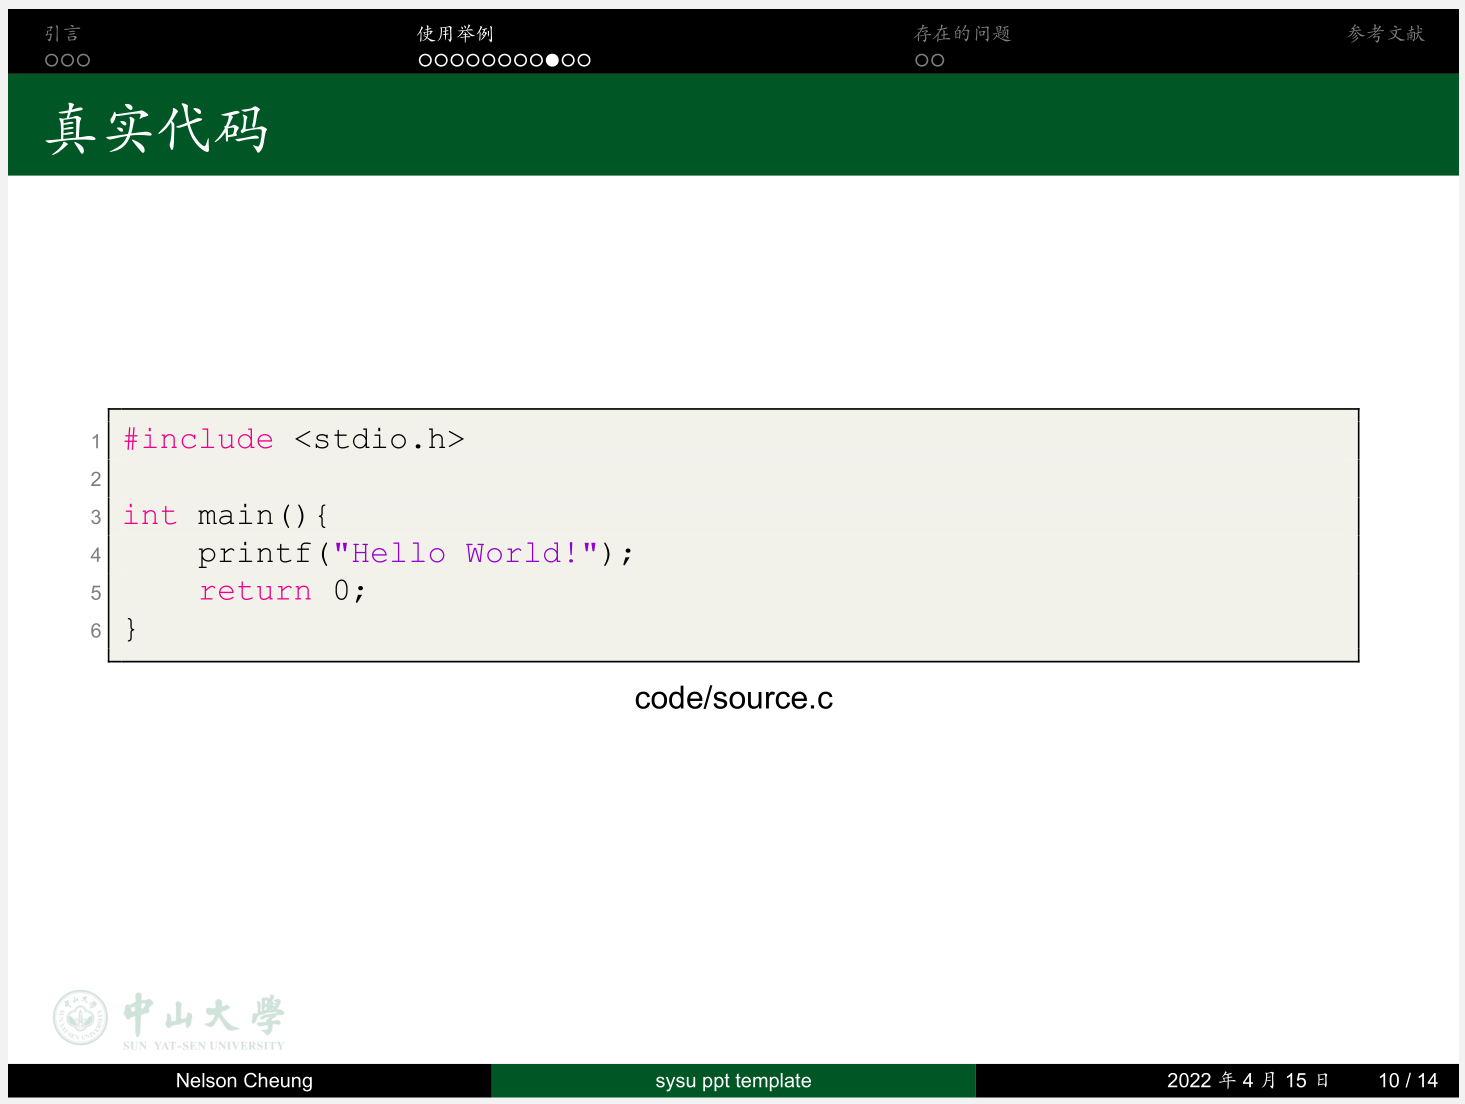 引言 使用举例 存在的问题 参考文献
真实代码
1 #include <stdio.h>
2
3 int main(){
4     printf("Hello World!");
5     return 0;
6 }
code/source.c
中山大學
SUN YAT-SEN UNIVERSITY
Nelson Cheung sysu ppt template 2022 年 4 月 15 日 10 / 14